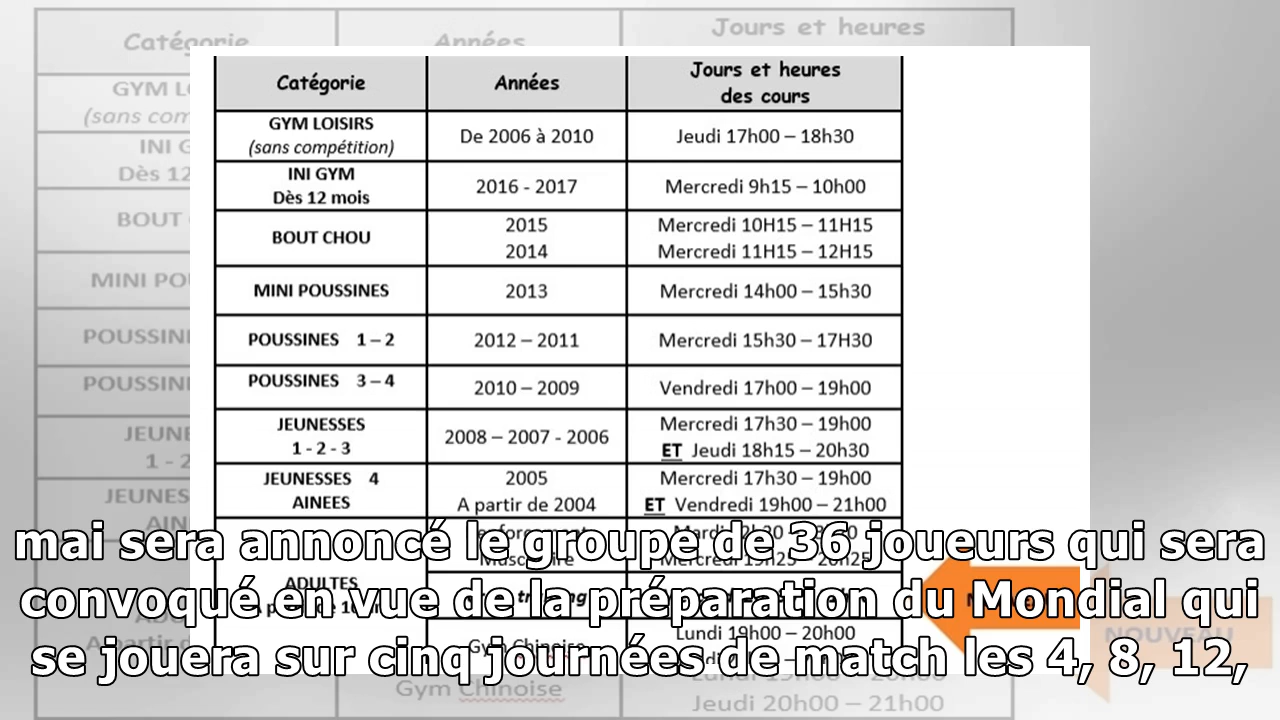 Catégorie
Années
Jours et heures
des cours
GYM LOISIRS
(sans compétition)
De 2006 à 2010
Jeudi 17h00 – 18h30
INI GYM
Dès 12 mois
2016 - 2017
Mercredi 9h15 – 10h00
BOUT CHOU
2015
2014
Mercredi 10H15 – 11H15
Mercredi 11H15 – 12H15
MINI POUSSINES
2013
Mercredi 14h00 – 15h30
POUSSINES 1 – 2
2012 – 2011
Mercredi 15h30 – 17H30
POUSSINES 3 – 4
2010 – 2009
Vendredi 17h00 – 19h00
JEUNESSES
1 - 2 - 3
2008 – 2007 - 2006
Mercredi 17h30 – 19h00
ET Jeudi 18h15 – 20h30
JEUNESSES 4
AINEES
2005
A partir de 2004
Mercredi 17h30 – 19h00
ET Vendredi 19h00 – 21h00
ADULTES
Gym Chinoise
Lundi 19h00 – 20h00
Jeudi 20h00 – 21h00
NOUVEAU
mai sera annoncé le groupe de 36 joueurs qui sera
convoqué en vue de la préparation du Mondial qui
se jouera sur cinq journées de match les 4, 8, 12,